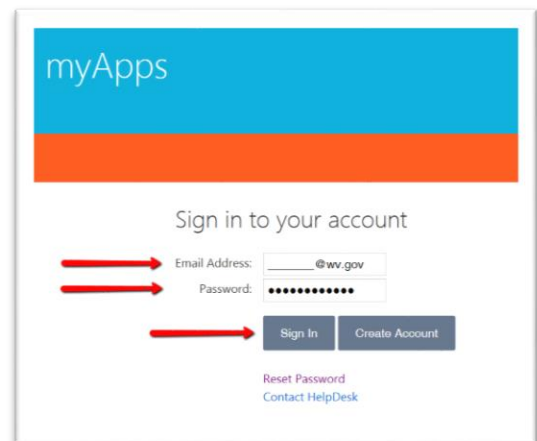 myApps
Sign in to your account
Email Address: ______@wv.gov
Password: ●●●●●●●●●●●●
Sign In Create Account
Reset Password
Contact HelpDesk